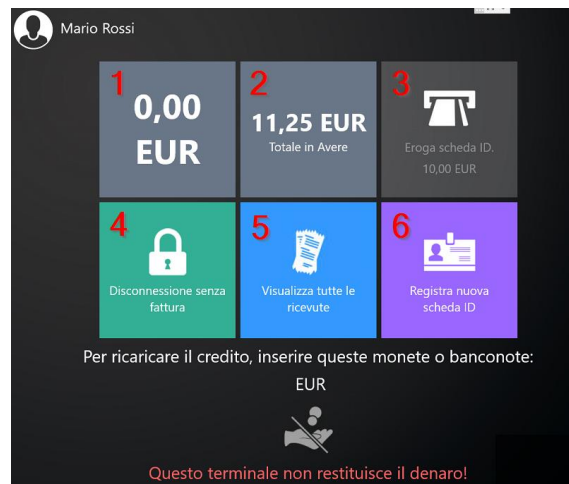 Mario Rossi
1
0,00
EUR
2
11,25 EUR
Totale in Avere
3
Eroga scheda ID.
10,00 EUR
4
Disconnessione senza
fattura
5
Visualizza tutte le
ricevute
6
Registra nuova
scheda ID
Per ricaricare il credito, inserire queste monete o banconote:
EUR
Questo terminale non restituisce il denaro!